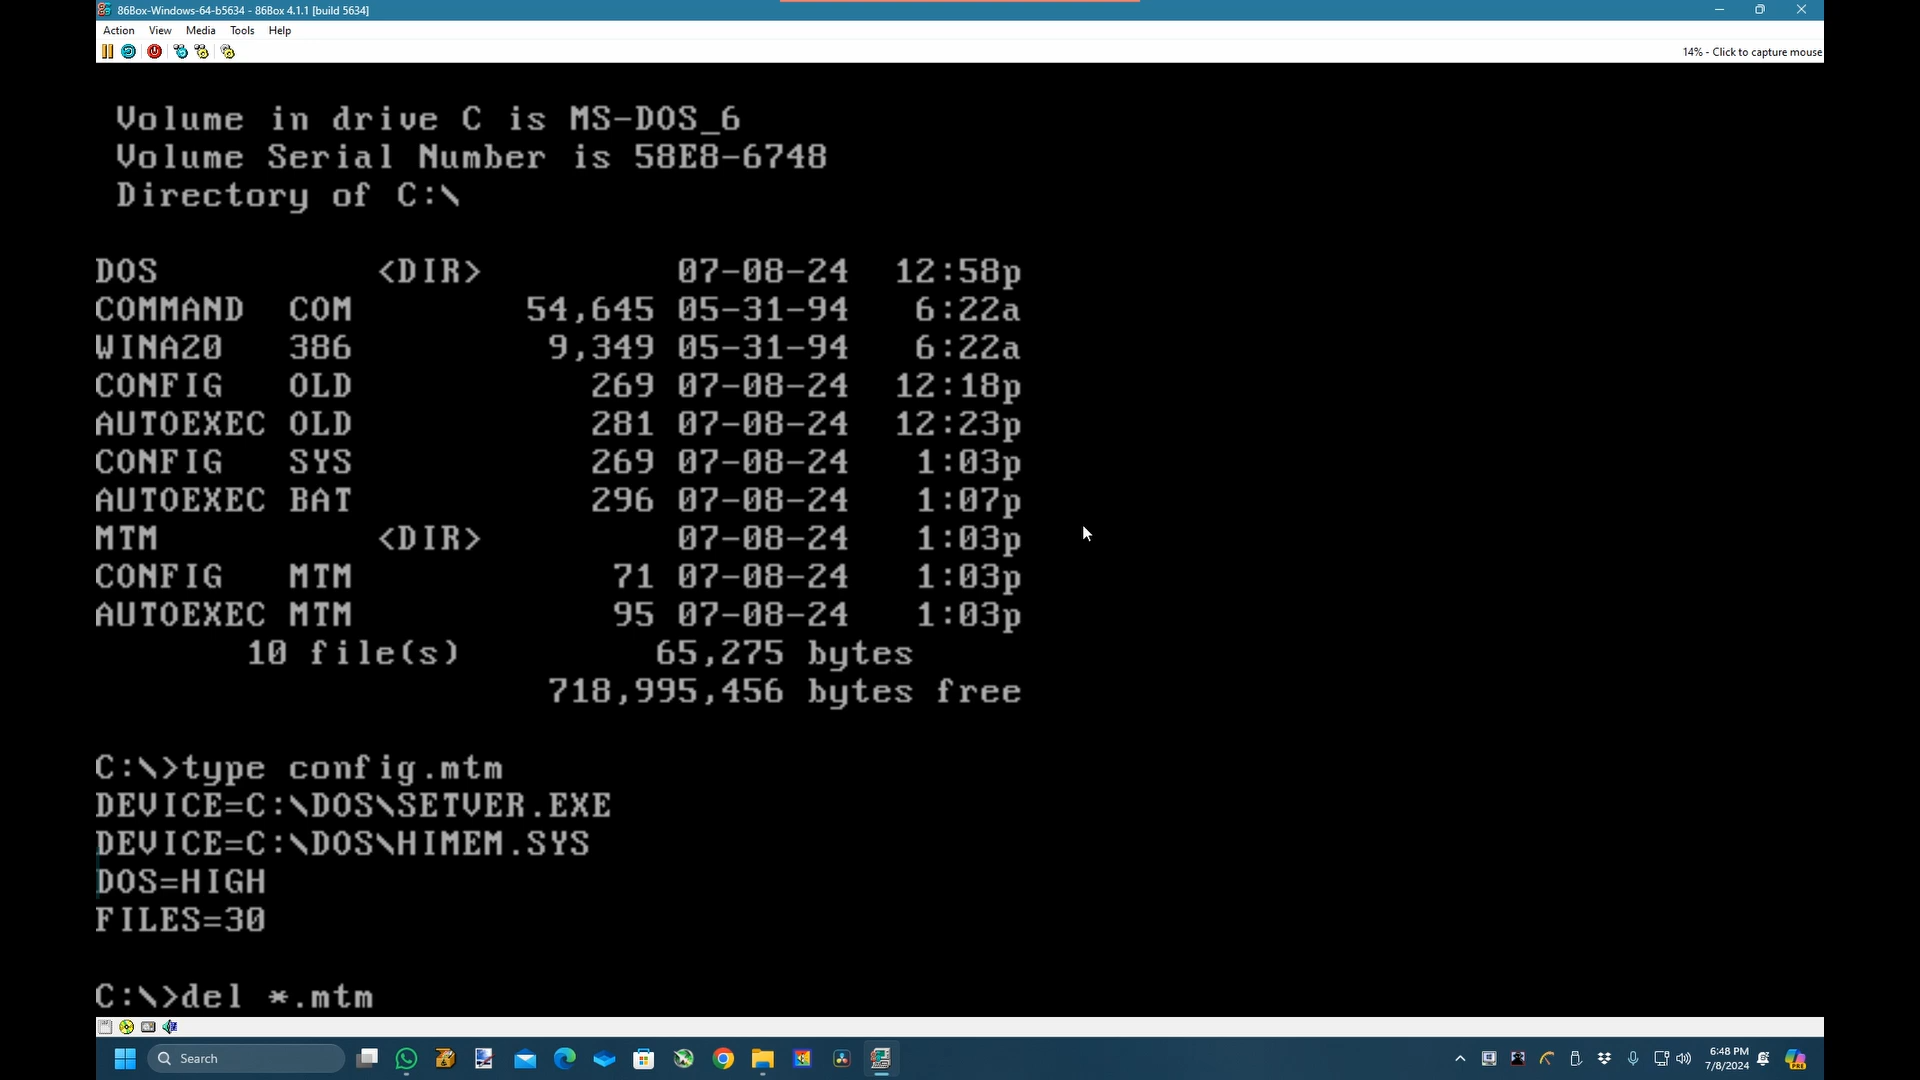 86Box-Windows-64-b5634 - 86Box 4.1.1 [build 5634]
Action View Media Tools Help
14% - Click to capture mouse
Volume in drive C is MS-DOS_6
Volume Serial Number is 58E8-6748
Directory of C:\
DOS <DIR> 07-08-24 12:58p
COMMAND COM 54,645 05-31-94 6:22a
WINA20 386 9,349 05-31-94 6:22a
CONFIG OLD 269 07-08-24 12:18p
AUTOEXEC OLD 281 07-08-24 12:23p
CONFIG SYS 269 07-08-24 1:03p
AUTOEXEC BAT 296 07-08-24 1:07p
MTM <DIR> 07-08-24 1:03p
CONFIG MTM 71 07-08-24 1:03p
AUTOEXEC MTM 95 07-08-24 1:03p
10 file(s) 65,275 bytes
718,995,456 bytes free
C:\>type config.mtm
DEVICE=C:\DOS\SETVER.EXE
DEVICE=C:\DOS\HIMEM.SYS
DOS=HIGH
FILES=30
C:\>del *.mtm
Search
6:48 PM
7/8/2024
PRE